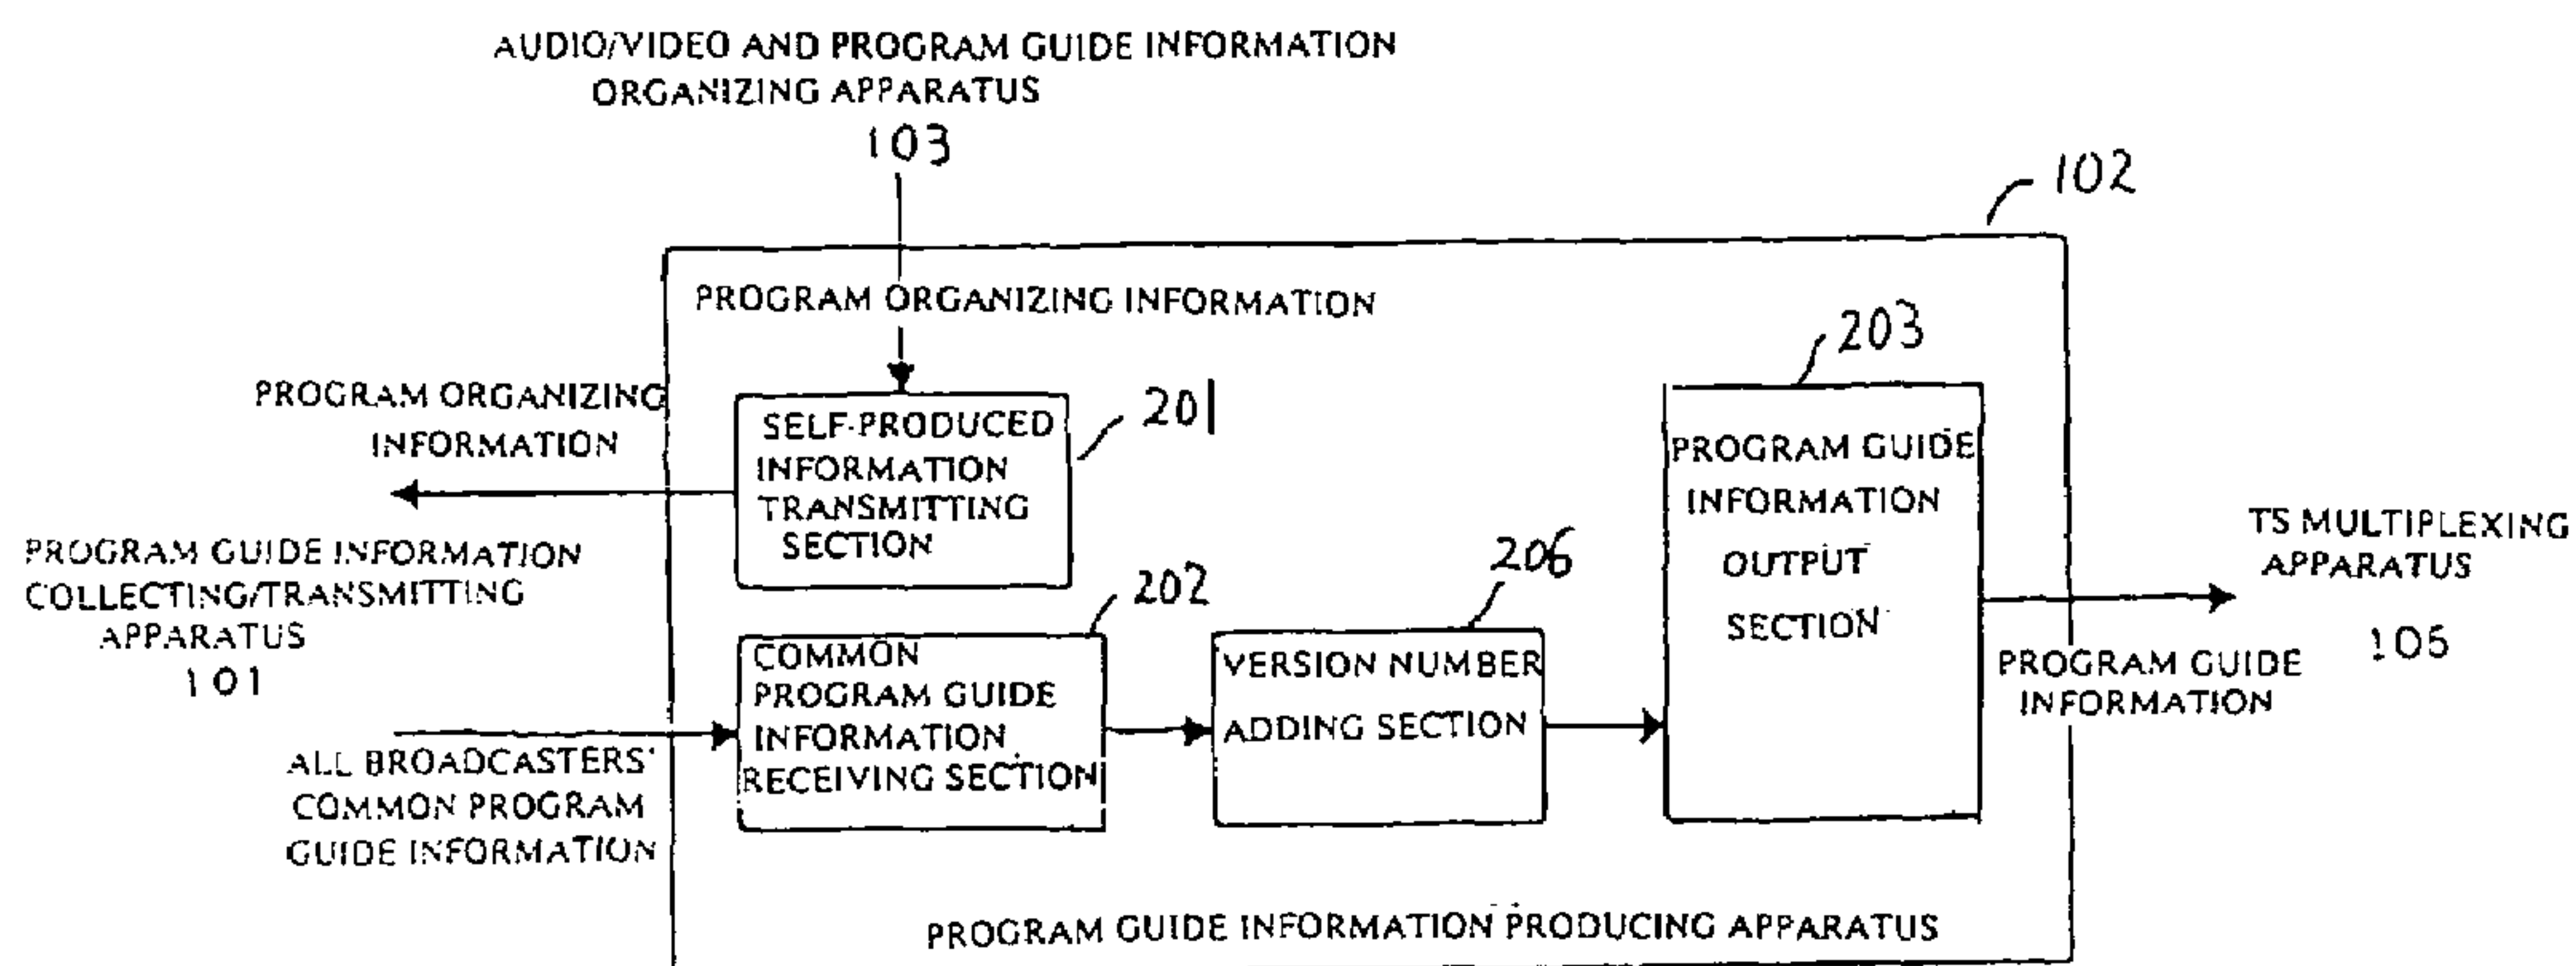 AUDIO/VIDEO AND PROGRAM GUIDE INFORMATION
ORGANIZING APPARATUS
103
102
PROGRAM ORGANIZING INFORMATION
203
PROGRAM ORGANIZING
INFORMATION
SELF-PRODUCED
INFORMATION
TRANSMITTING
SECTION
201
PROGRAM GUIDE
INFORMATION
OUTPUT
SECTION
PROGRAM GUIDE INFORMATION
COLLECTING/TRANSMITTING
APPARATUS
101
202
206
TS MULTIPLEXING
APPARATUS
105
COMMON
PROGRAM GUIDE
INFORMATION
RECEIVING SECTION
VERSION NUMBER
ADDING SECTION
PROGRAM GUIDE
INFORMATION
ALL BROADCASTERS'
COMMON PROGRAM
GUIDE INFORMATION
PROGRAM GUIDE INFORMATION PRODUCING APPARATUS